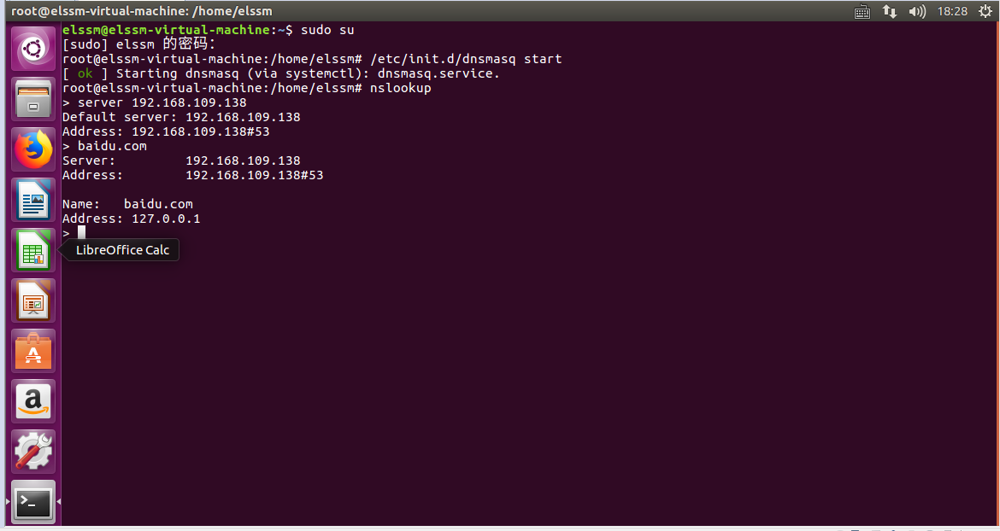 root@elssm-virtual-machine: /home/elssm
18:28
elssm@elssm-virtual-machine:~$ sudo su
[sudo] elssm 的密码：
root@elssm-virtual-machine:/home/elssm# /etc/init.d/dnsmasq start
[ ok ] Starting dnsmasq (via systemctl): dnsmasq.service.
root@elssm-virtual-machine:/home/elssm# nslookup
> server 192.168.109.138
Default server: 192.168.109.138
Address: 192.168.109.138#53
> baidu.com
Server:         192.168.109.138
Address:        192.168.109.138#53
Name:   baidu.com
Address: 127.0.0.1
>
LibreOffice Calc